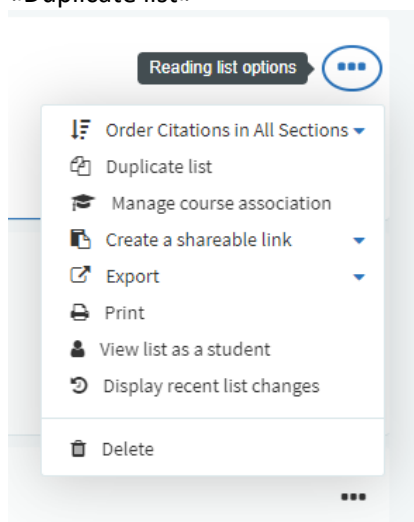 «Duplicate list«
Reading list options
Order Citations in All Sections
Duplicate list
Manage course association
Create a shareable link
Export
Print
View list as a student
Display recent list changes
Delete